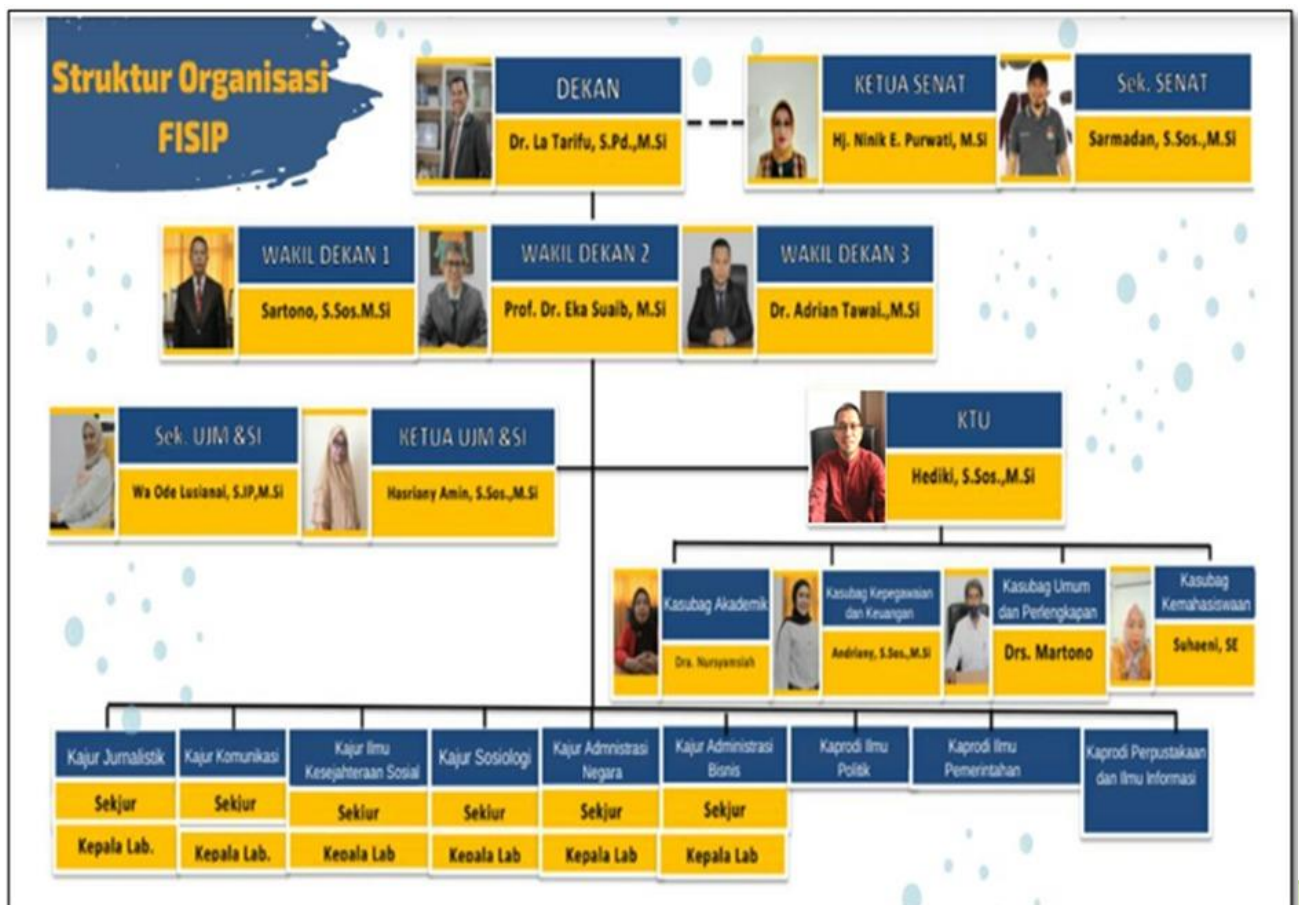 Struktur Organisasi
FISIP
DEKAN
Dr. La Tarifu, S.Pd.,M.Si
KETUA SENAT
Hj. Ninik E. Purwati, M.Si
Sek. SENAT
Sarmadan, S.Sos.,M.Si
WAKIL DEKAN 1
Sartono, S.Sos.M.Si
WAKIL DEKAN 2
Prof. Dr. Eka Suaib, M.Si
WAKIL DEKAN 3
Dr. Adrian Tawai.,M.Si
Sek. UJM &SI
Wa Ode Lusianai, S.IP,M.Si
KETUA UJM &SI
Hasriany Amin, S.Sos.,M.Si
KTU
Hediki, S.Sos.,M.Si
Kasubag Akademik
Dra. Nursyamsiah
Kasubag Kepegawaian
dan Keuangan
Andriany, S.Sos.,M.Si
Kasubag Umum
dan Perlengkapan
Drs. Martono
Kasubag
Kemahasiswaan
Suhaeni, SE
Kajur Jurnalistik
Sekjur
Kepala Lab.
Kajur Komunikasi
Sekjur
Kepala Lab.
Kajur Ilmu
Kesejahteraan Sosial
Sekjur
Kepala Lab
Kajur Sosiologi
Sekjur
Kepala Lab
Kajur Admnistrasi
Negara
Sekjur
Kepala Lab
Kajur Administrasi
Bisnis
Sekjur
Kepala Lab
Kaprodi Ilmu
Politik
Kaprodi Ilmu
Pemerintahan
Kaprodi Perpustakaan
dan Ilmu Informasi